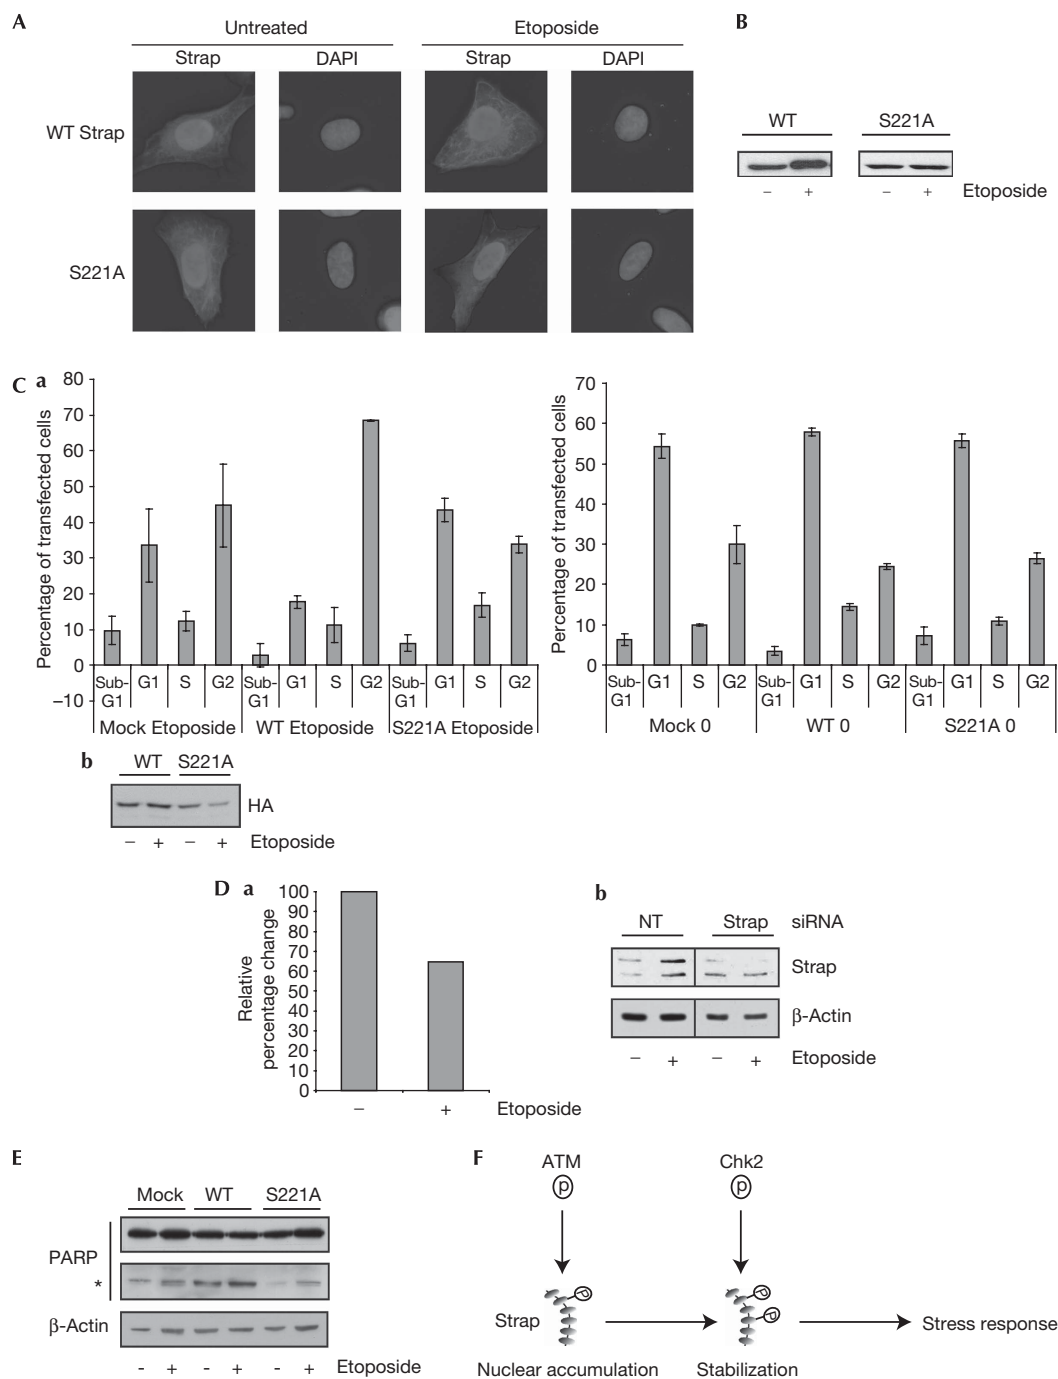 A
Untreated
Etoposide
Strap
DAPI
Strap
DAPI
WT Strap
S221A
B
WT
S221A
– + – + Etoposide
C a
Percentage of transfected cells
80
70
60
50
40
30
20
10
0
–10
Sub-G1 G1 S G2 Sub-G1 G1 S G2 Sub-G1 G1 S G2
Mock Etoposide WT Etoposide S221A Etoposide
Percentage of transfected cells
70
60
50
40
30
20
10
0
Sub-G1 G1 S G2 Sub-G1 G1 S G2 Sub-G1 G1 S G2
Mock 0 WT 0 S221A 0
b
WT S221A
HA
– + – + Etoposide
D a
Relative percentage change
100
90
80
70
60
50
40
30
20
10
0
– + Etoposide
b
NT Strap siRNA
Strap
β-Actin
– + – + Etoposide
E
Mock WT S221A
PARP
*
β-Actin
- + - + - + Etoposide
F
ATM Chk2
p p
P P P
Strap
Stress response
Nuclear accumulation Stabilization